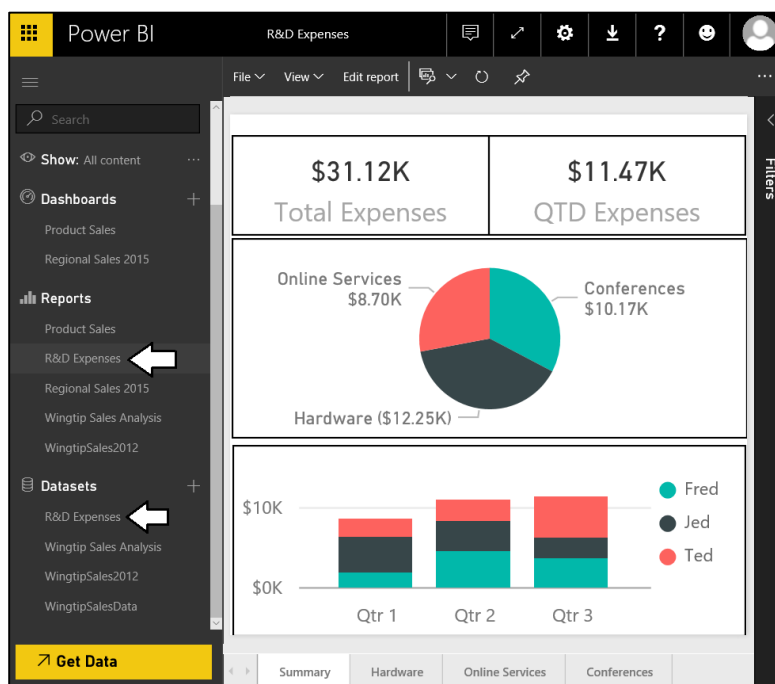 Power BI
R&D Expenses
?
File View Edit report
...
Search
Show: All content ...
Dashboards +
Product Sales
Regional Sales 2015
Reports
Product Sales
R&D Expenses
Regional Sales 2015
Wingtip Sales Analysis
WingtipSales2012
Datasets +
R&D Expenses
Wingtip Sales Analysis
WingtipSales2012
WingtipSalesData
Get Data
$31.12K
Total Expenses
$11.47K
QTD Expenses
Online Services
$8.70K
Conferences
$10.17K
Hardware ($12.25K)
$10K
$0K
Qtr 1 Qtr 2 Qtr 3
Fred
Jed
Ted
Summary Hardware Online Services Conferences
Filters